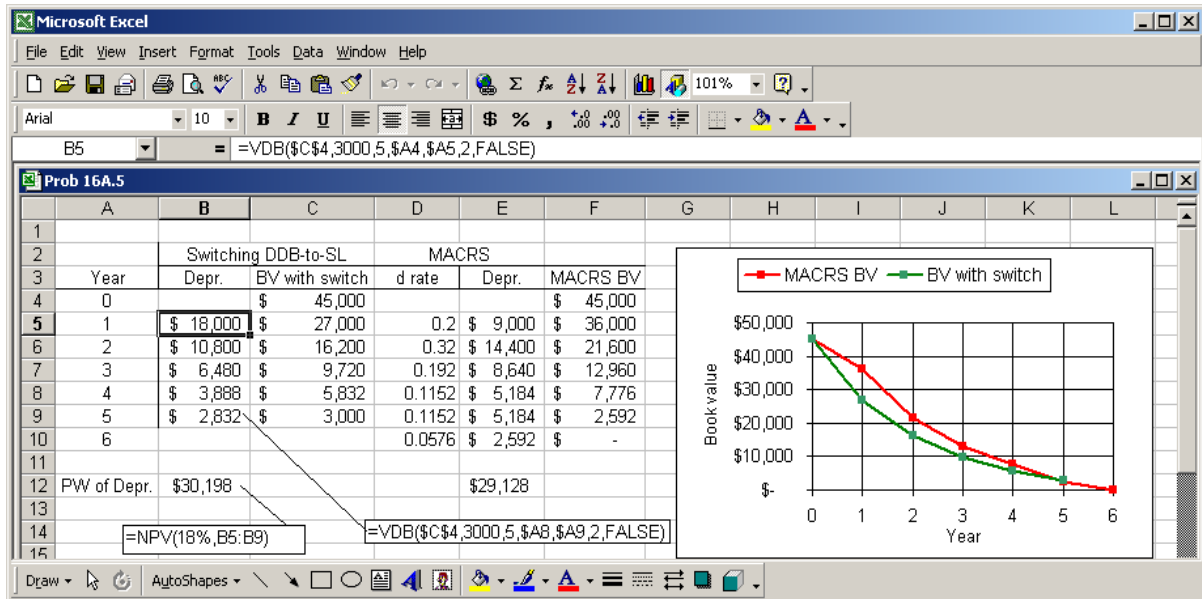 Microsoft Excel
File Edit View Insert Format Tools Data Window Help
ABC Σ fx A Z Z A 101% ?
Arial 10 B I U $ % , .00 .00 A
B5 = =VDB($C$4,3000,5,$A4,$A5,2,FALSE)
Prob 16A.5
A B C D E F G H I J K L
1
2 Switching DDB-to-SL MACRS
3 Year Depr. BV with switch d rate Depr. MACRS BV
4 0 $ 45,000 $ 45,000
5 1 $ 18,000 $ 27,000 0.2 $ 9,000 $ 36,000
6 2 $ 10,800 $ 16,200 0.32 $ 14,400 $ 21,600
7 3 $ 6,480 $ 9,720 0.192 $ 8,640 $ 12,960
8 4 $ 3,888 $ 5,832 0.1152 $ 5,184 $ 7,776
9 5 $ 2,832 $ 3,000 0.1152 $ 5,184 $ 2,592
10 6 0.0576 $ 2,592 $ -
11
12 PW of Depr. $30,198 $29,128
13
14 =NPV(18%,B5:B9) =VDB($C$4,3000,5,$A8,$A9,2,FALSE)
15
MACRS BV BV with switch
Book value
$50,000
$40,000
$30,000
$20,000
$10,000
$-
0 1 2 3 4 5 6
Year
Draw AutoShapes A A